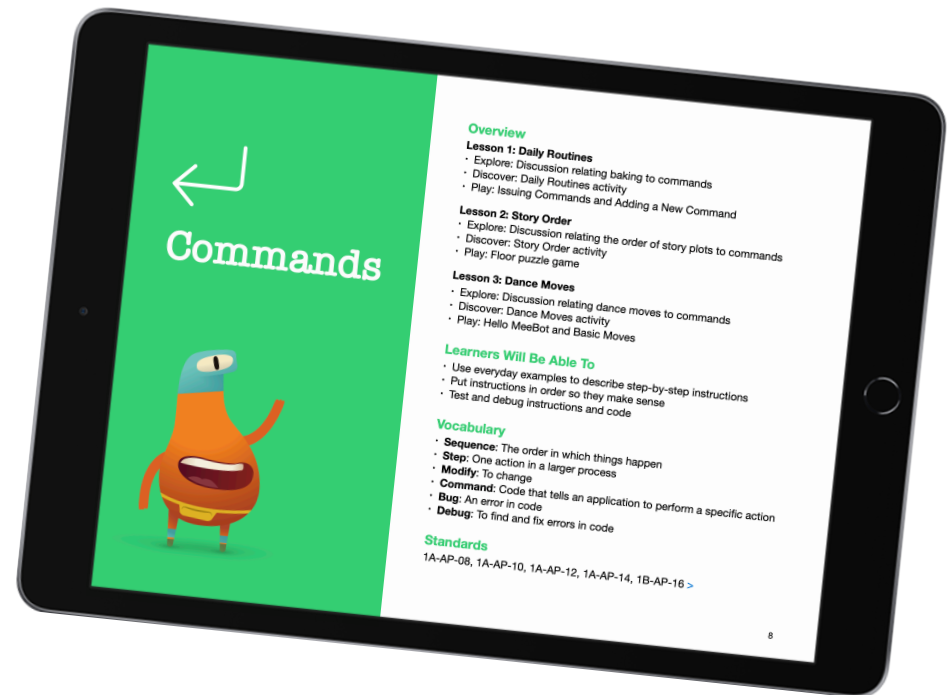 Commands
Overview
Lesson 1: Daily Routines
· Explore: Discussion relating baking to commands
· Discover: Daily Routines activity
· Play: Issuing Commands and Adding a New Command
Lesson 2: Story Order
· Explore: Discussion relating the order of story plots to commands
· Discover: Story Order activity
· Play: Floor puzzle game
Lesson 3: Dance Moves
· Explore: Discussion relating dance moves to commands
· Discover: Dance Moves activity
· Play: Hello MeeBot and Basic Moves
Learners Will Be Able To
· Use everyday examples to describe step-by-step instructions
· Put instructions in order so they make sense
· Test and debug instructions and code
Vocabulary
· Sequence: The order in which things happen
· Step: One action in a larger process
· Modify: To change
· Command: Code that tells an application to perform a specific action
· Bug: An error in code
· Debug: To find and fix errors in code
Standards
1A-AP-08, 1A-AP-10, 1A-AP-12, 1A-AP-14, 1B-AP-16 >
8